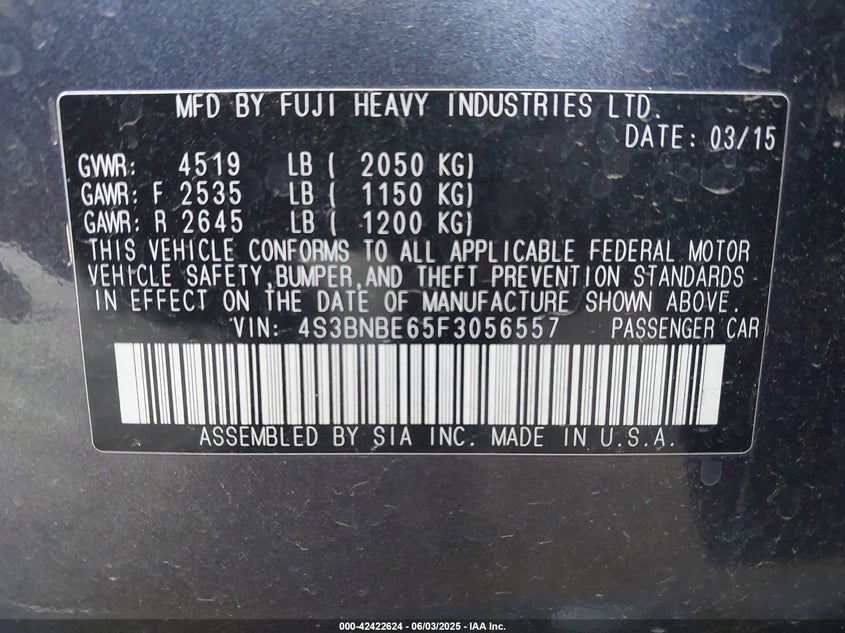 MFD BY FUJI HEAVY INDUSTRIES LTD.
DATE: 03/15
GVWR: 4519 LB ( 2050 KG)
GAWR: F 2535 LB ( 1150 KG)
GAWR: R 2645 LB ( 1200 KG)
THIS VEHICLE CONFORMS TO ALL APPLICABLE FEDERAL MOTOR
VEHICLE SAFETY,BUMPER,AND THEFT PREVENTION STANDARDS
IN EFFECT ON THE DATE OF MANUFACTURE SHOWN ABOVE.
VIN: 4S3BNBE65F3056557 PASSENGER CAR
ASSEMBLED BY SIA INC. MADE IN U.S.A.
000-42422624 - 06/03/2025 - IAA Inc.